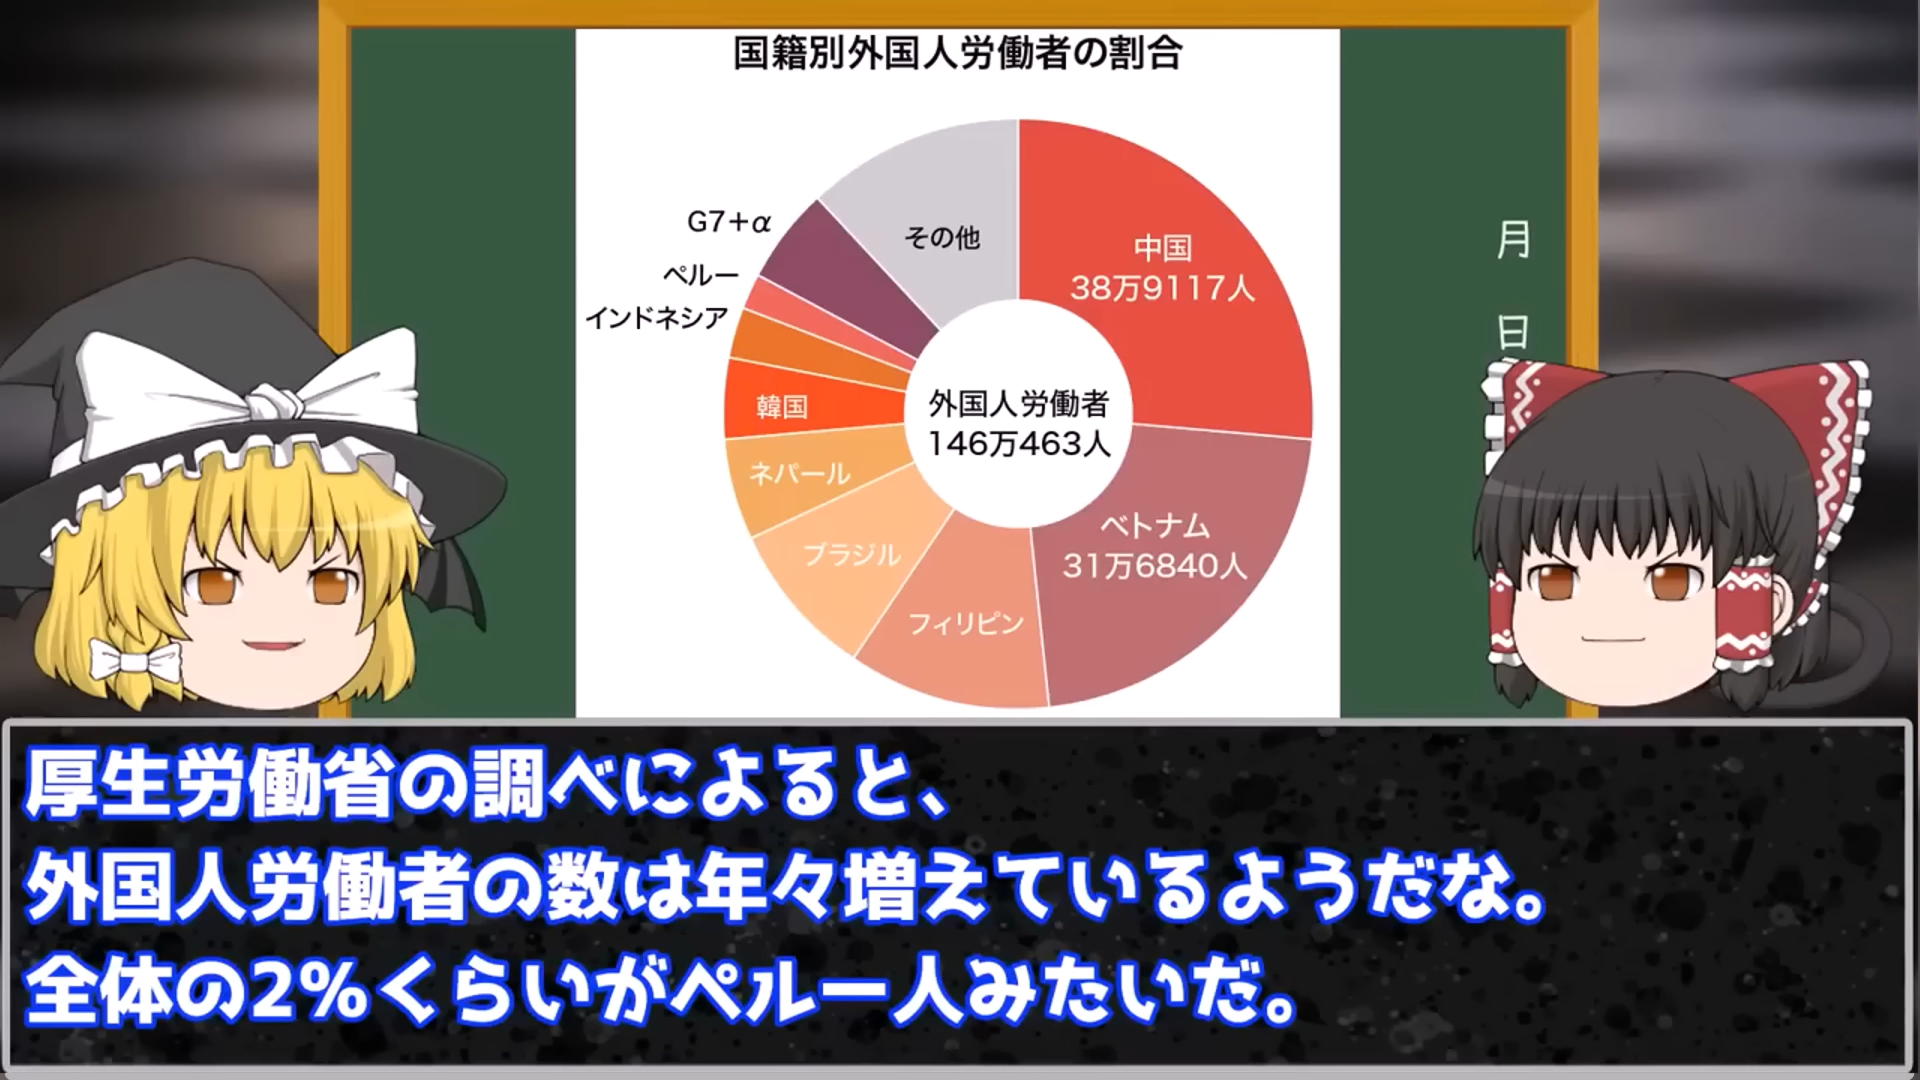 国籍別外国人労働者の割合
G7＋α
その他
中国
38万9117人
ペルー
インドネシア
韓国
外国人労働者
146万463人
ネパール
ブラジル
ベトナム
31万6840人
フィリピン
月
日
厚生労働省の調べによると、
外国人労働者の数は年々増えているようだな。
全体の2%くらいがペルー人みたいだ。